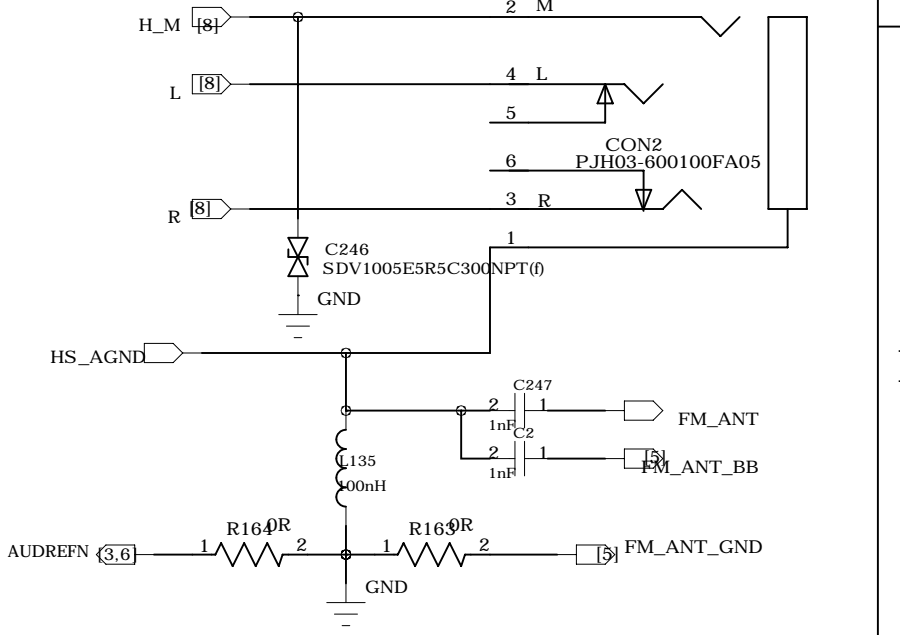 2 M
H_M [8]
L [8] 4 L
5
CON2
6 PJH03-600100FA05
R [8] 3 R
1
C246
SDV1005E5R5C300NPT(f)
GND
HS_AGND
C247
2 1
1nF
FM_ANT
C2
2 1
1nF
[5]
FM_ANT_BB
L135
100nH
R164 0R R163 0R
AUDREFN [3,6] 1 2 1 2 [5] FM_ANT_GND
GND